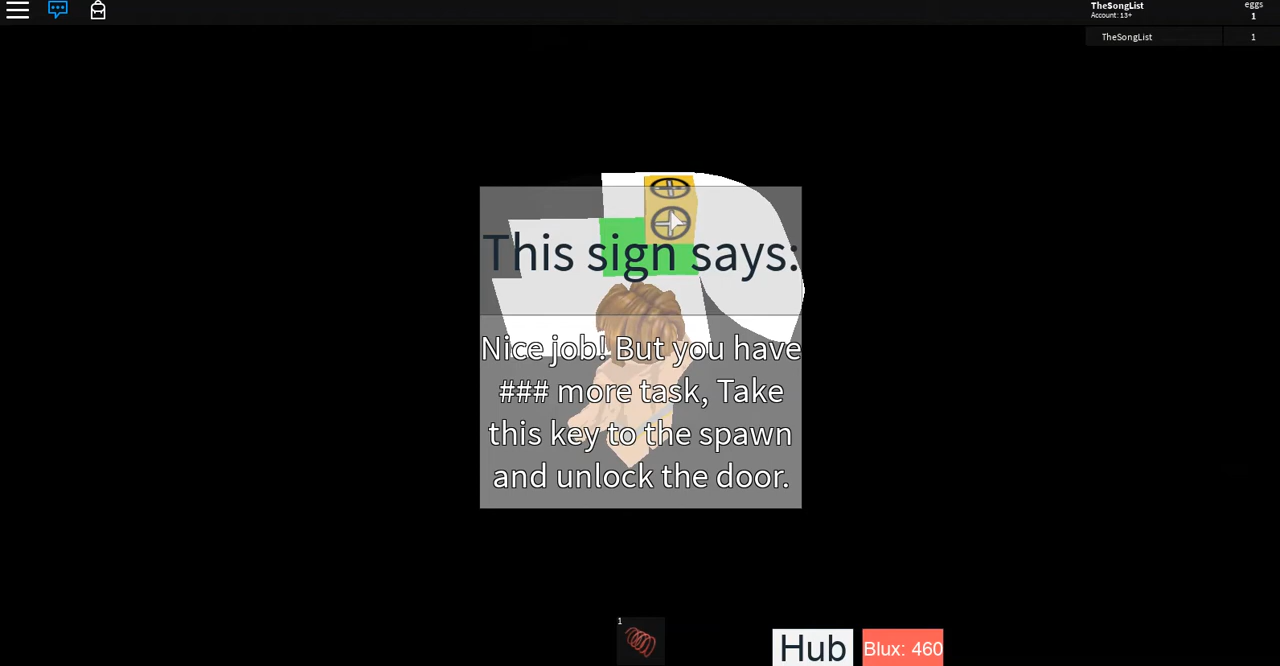 TheSongList
Account: 13+
eggs
1
TheSongList 1
This sign says:
Nice job! But you have
### more task, Take
this key to the spawn
and unlock the door.
1
Hub
Blux: 460